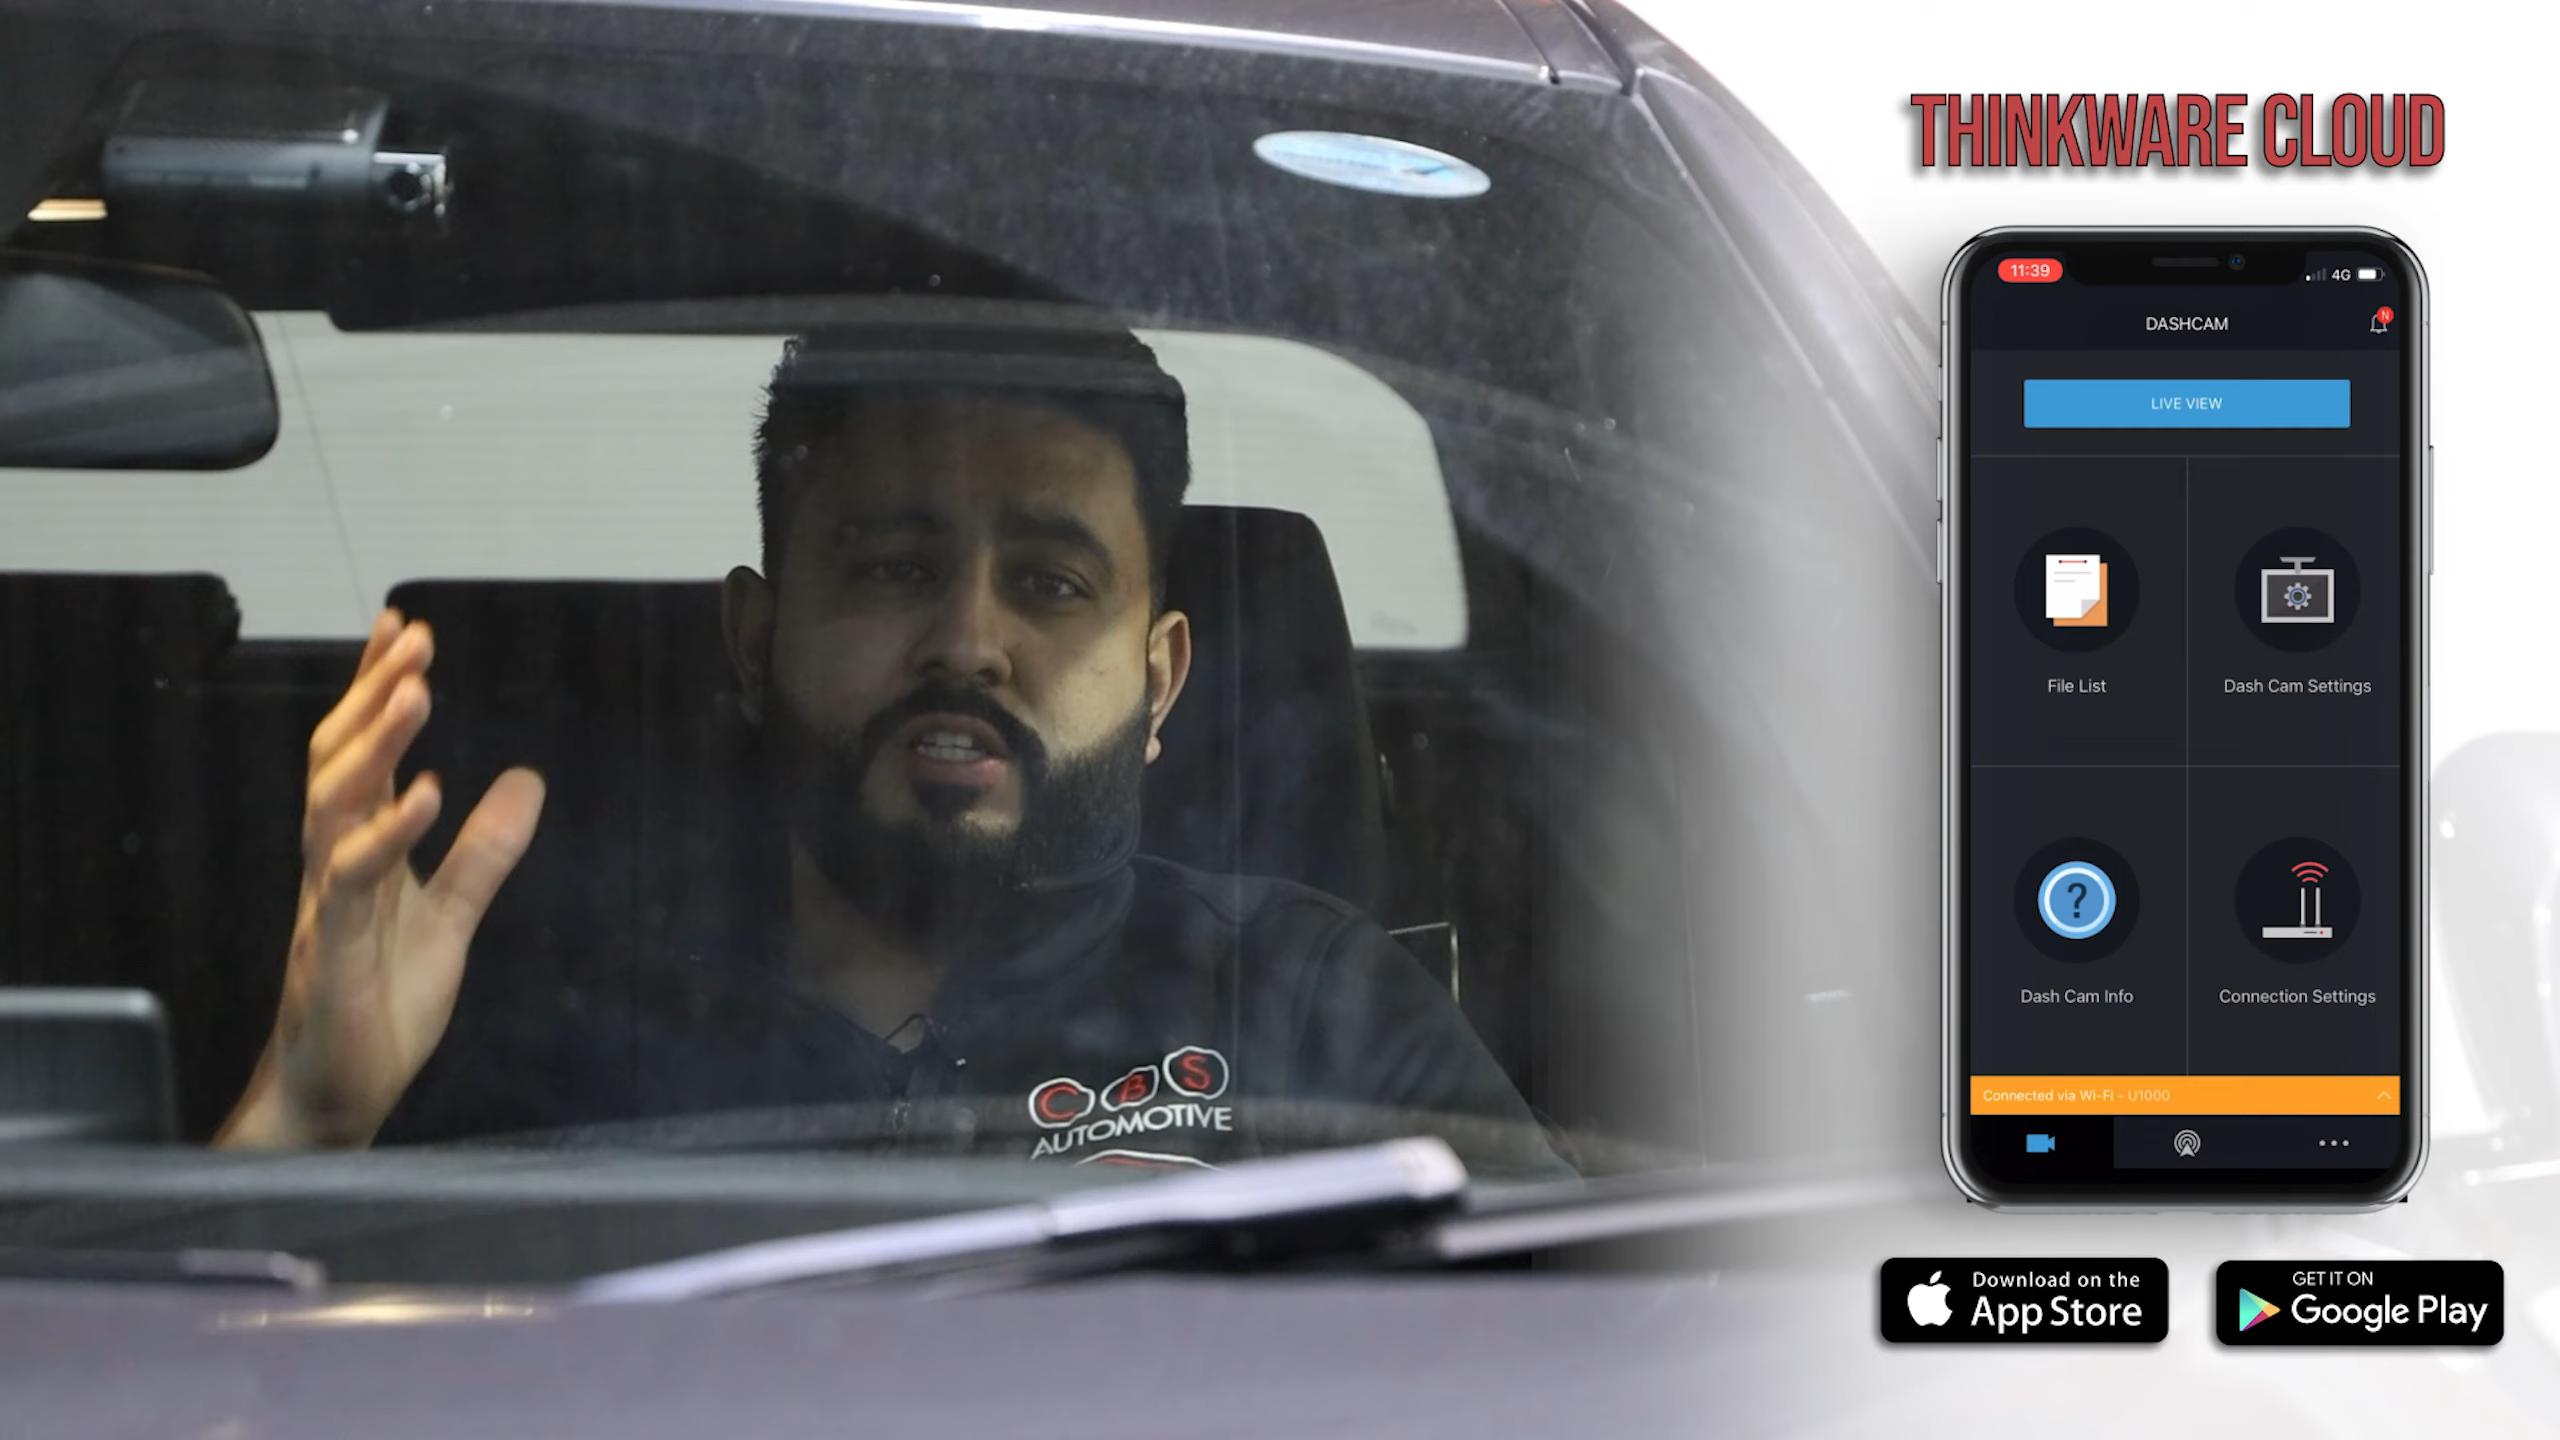 THINKWARE CLOUD
11:39
4G
DASHCAM
N
LIVE VIEW
File List
Dash Cam Settings
?
Dash Cam Info
Connection Settings
Connected via Wi-Fi - U1000
CBS
AUTOMOTIVE
Download on the
App Store
GET IT ON
Google Play